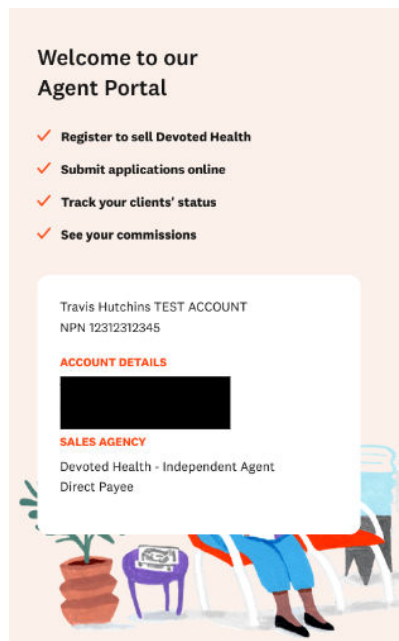 Welcome to our
Agent Portal
Register to sell Devoted Health
Submit applications online
Track your clients' status
See your commissions
Travis Hutchins TEST ACCOUNT
NPN 12312312345
ACCOUNT DETAILS
SALES AGENCY
Devoted Health - Independent Agent
Direct Payee